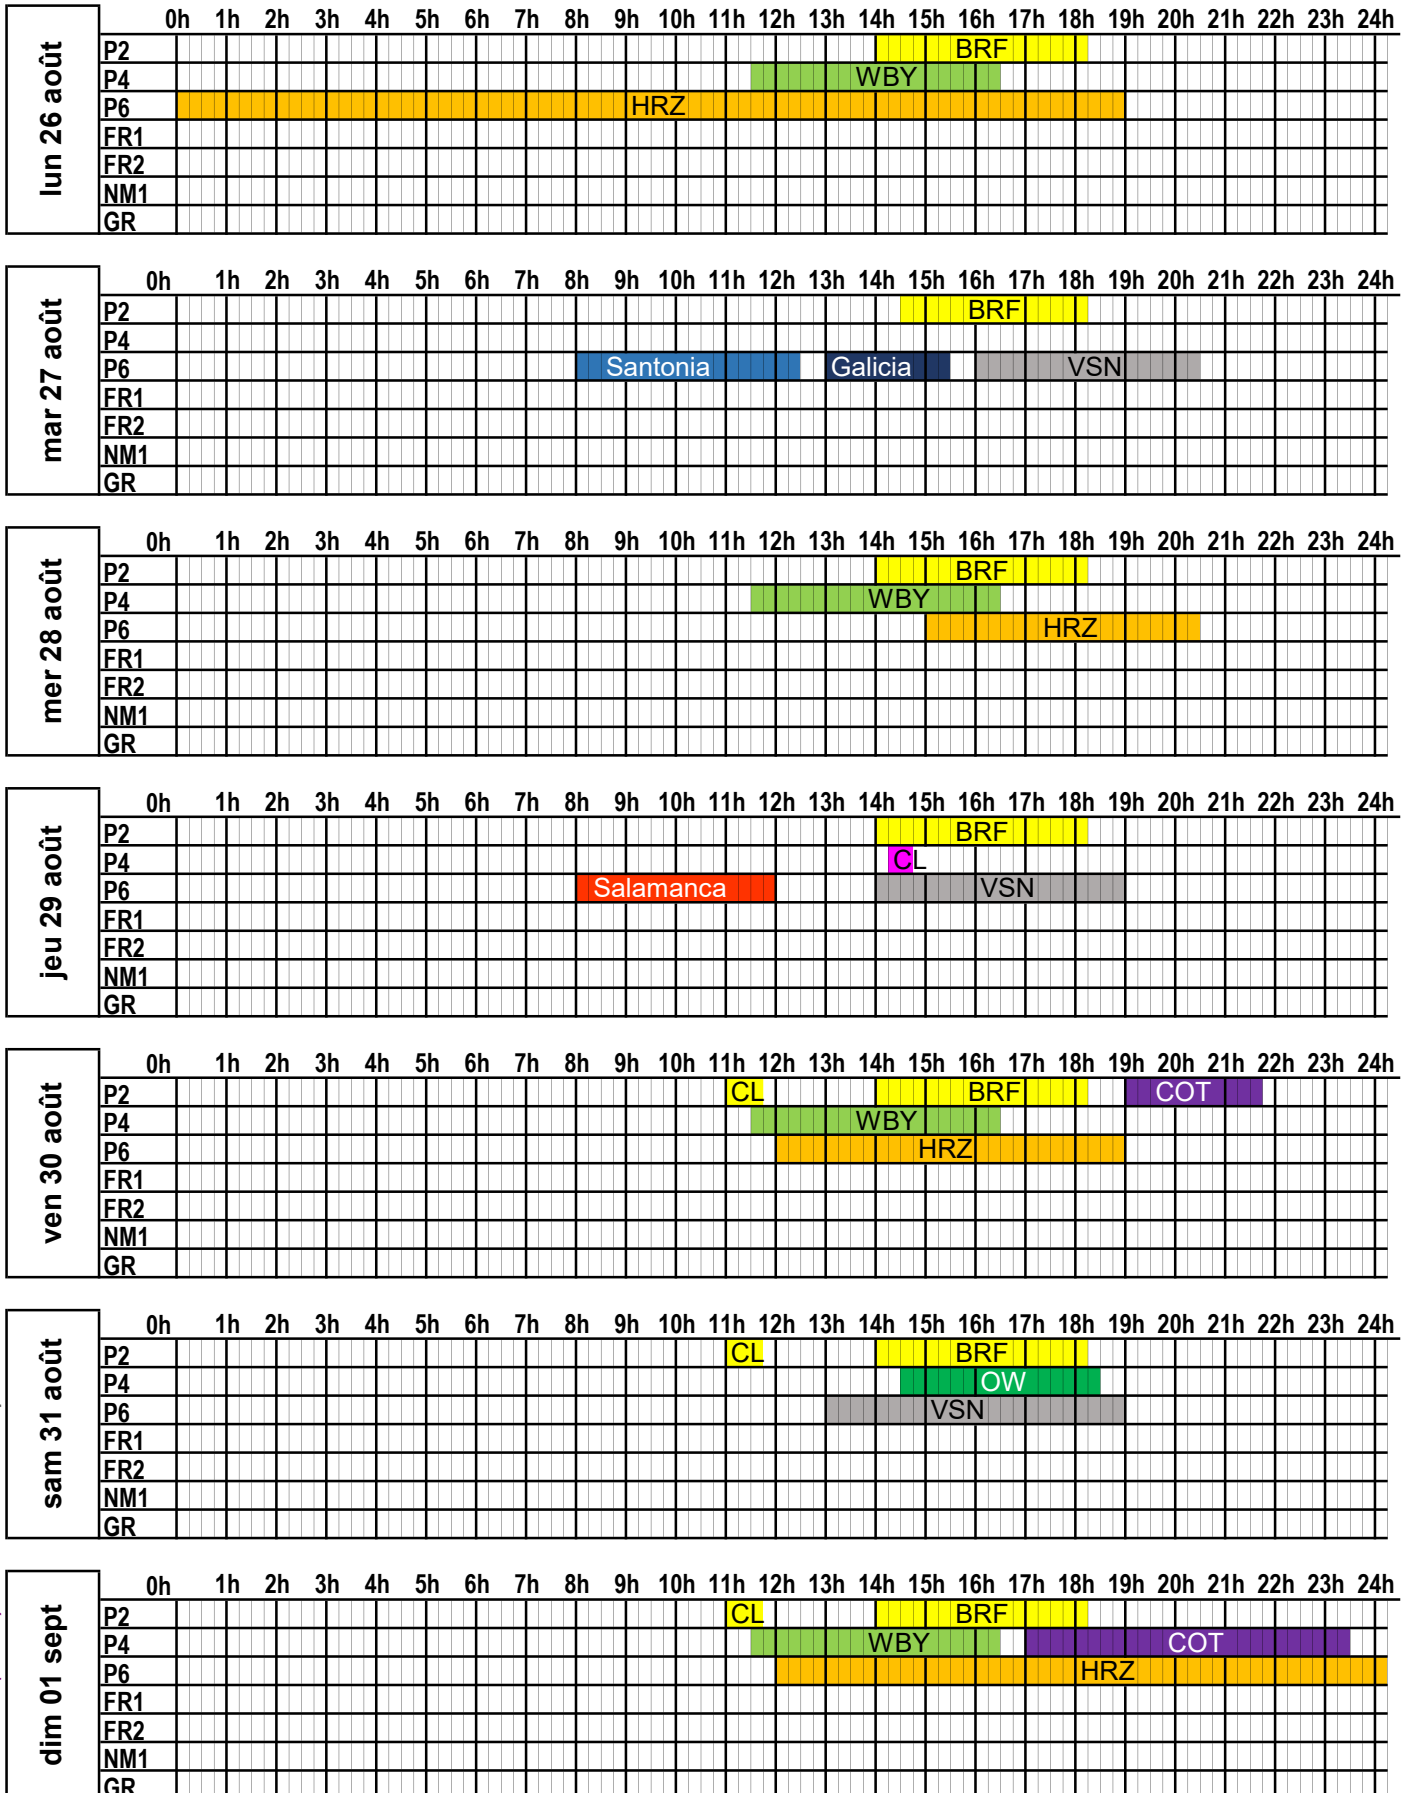 0h 1h 2h 3h 4h 5h 6h 7h 8h 9h 10h 11h 12h 13h 14h 15h 16h 17h 18h 19h 20h 21h 22h 23h 24h
lun 26 août
P2 BRF
P4 WBY
P6 HRZ
FR1
FR2
NM1
GR
0h 1h 2h 3h 4h 5h 6h 7h 8h 9h 10h 11h 12h 13h 14h 15h 16h 17h 18h 19h 20h 21h 22h 23h 24h
mar 27 août
P2 BRF
P4
P6 Santonia Galicia VSN
FR1
FR2
NM1
GR
0h 1h 2h 3h 4h 5h 6h 7h 8h 9h 10h 11h 12h 13h 14h 15h 16h 17h 18h 19h 20h 21h 22h 23h 24h
mer 28 août
P2 BRF
P4 WBY
P6 HRZ
FR1
FR2
NM1
GR
0h 1h 2h 3h 4h 5h 6h 7h 8h 9h 10h 11h 12h 13h 14h 15h 16h 17h 18h 19h 20h 21h 22h 23h 24h
jeu 29 août
P2 BRF
P4 CL
P6 Salamanca VSN
FR1
FR2
NM1
GR
0h 1h 2h 3h 4h 5h 6h 7h 8h 9h 10h 11h 12h 13h 14h 15h 16h 17h 18h 19h 20h 21h 22h 23h 24h
ven 30 août
P2 CL BRF COT
P4 WBY
P6 HRZ
FR1
FR2
NM1
GR
0h 1h 2h 3h 4h 5h 6h 7h 8h 9h 10h 11h 12h 13h 14h 15h 16h 17h 18h 19h 20h 21h 22h 23h 24h
sam 31 août
P2 CL BRF
P4 OW
P6 VSN
FR1
FR2
NM1
GR
0h 1h 2h 3h 4h 5h 6h 7h 8h 9h 10h 11h 12h 13h 14h 15h 16h 17h 18h 19h 20h 21h 22h 23h 24h
dim 01 sept
P2 CL BRF
P4 WBY COT
P6 HRZ
FR1
FR2
NM1
GR